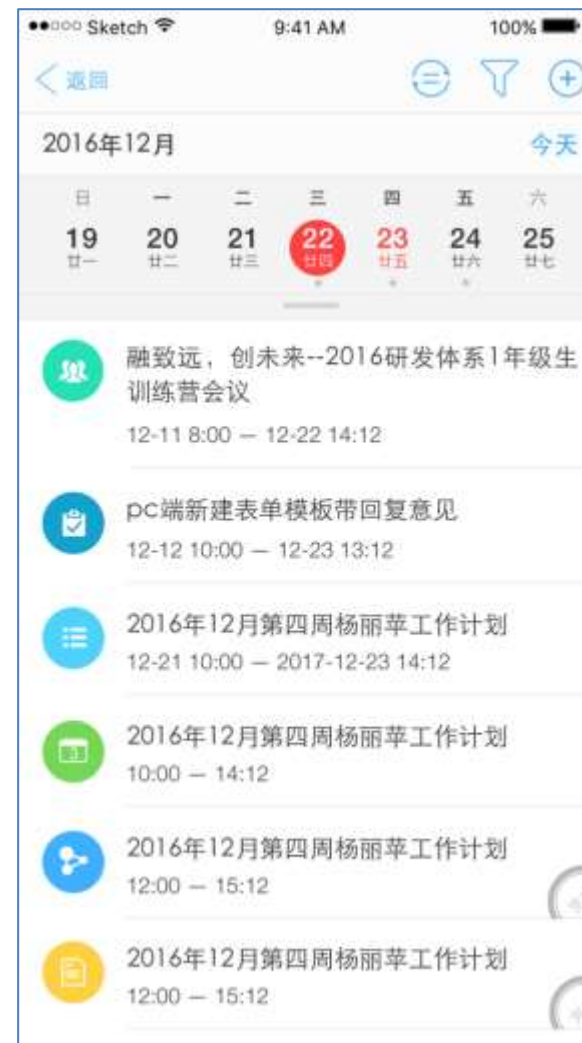 Sketch 9:41 AM 100%
返回
2016年12月 今天
日 一 二 三 四 五 六
19 20 21 22 23 24 25
廿一 廿二 廿三 廿四 廿五 廿六 廿七
融致远，创未来--2016研发体系1年级生
训练营会议
12-11 8:00 — 12-22 14:12
pc端新建表单模板带回复意见
12-12 10:00 — 12-23 13:12
2016年12月第四周杨丽苹工作计划
12-21 10:00 — 2017-12-23 14:12
3
2016年12月第四周杨丽苹工作计划
10:00 — 14:12
2016年12月第四周杨丽苹工作计划
12:00 — 15:12
2016年12月第四周杨丽苹工作计划
12:00 — 15:12